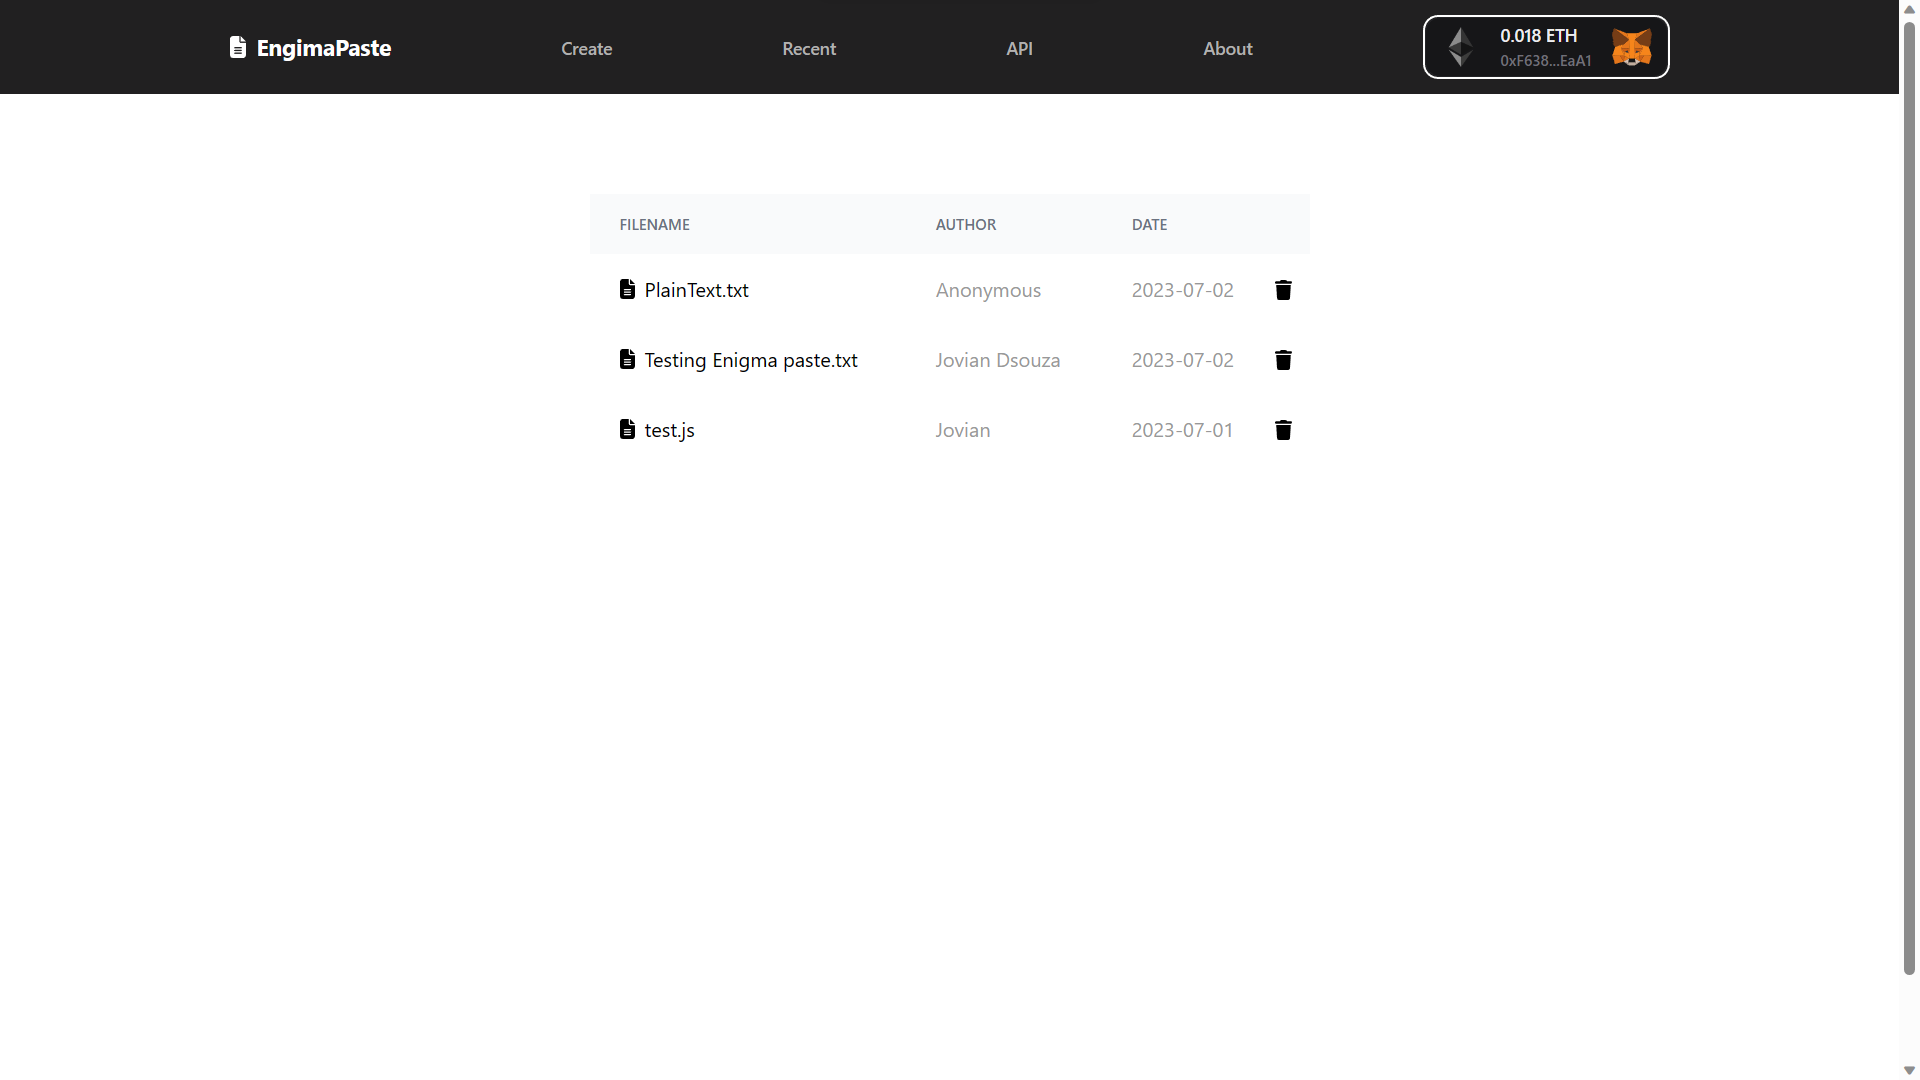 EngimaPaste
Create
Recent
API
About
0.018 ETH
0xF638...EaA1
FILENAME AUTHOR DATE
PlainText.txt Anonymous 2023-07-02
Testing Enigma paste.txt Jovian Dsouza 2023-07-02
test.js Jovian 2023-07-01